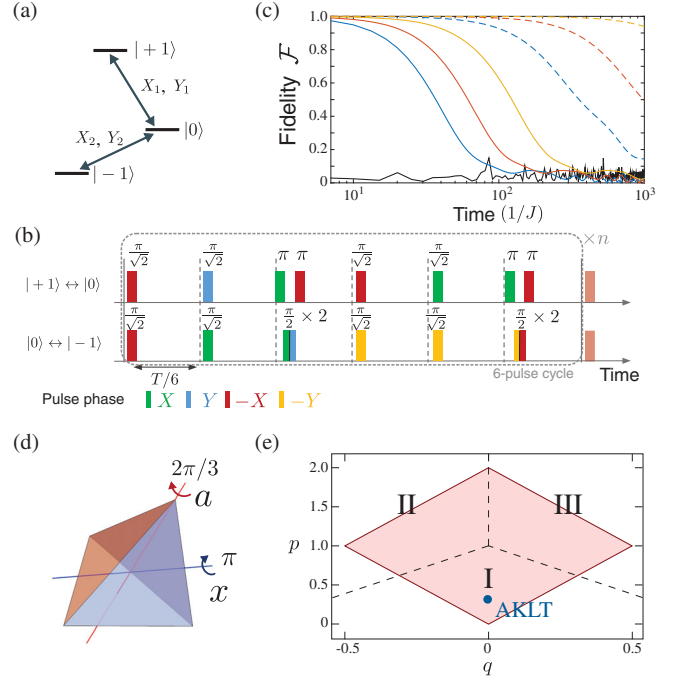 (a)
|+1⟩
X₁, Y₁
|0⟩
X₂, Y₂
|−1⟩
(c)
Fidelity ℱ
1.0
0.8
0.6
0.4
0.2
0
10¹
10²
10³
Time (1/J)
(b)
×n
π/√2 π/√2 π π π/√2 π/√2 π π
|+1⟩ ↔ |0⟩
π/√2 π/√2 π/2 × 2 π/√2 π/√2 π/2 × 2
|0⟩ ↔ |−1⟩
T/6
6-pulse cycle
Time
Pulse phase X Y −X −Y
(d)
2π/3
a
π
x
(e)
2.0
1.5
p 1.0
0.5
0
II
III
I
AKLT
-0.5 0 0.5
q